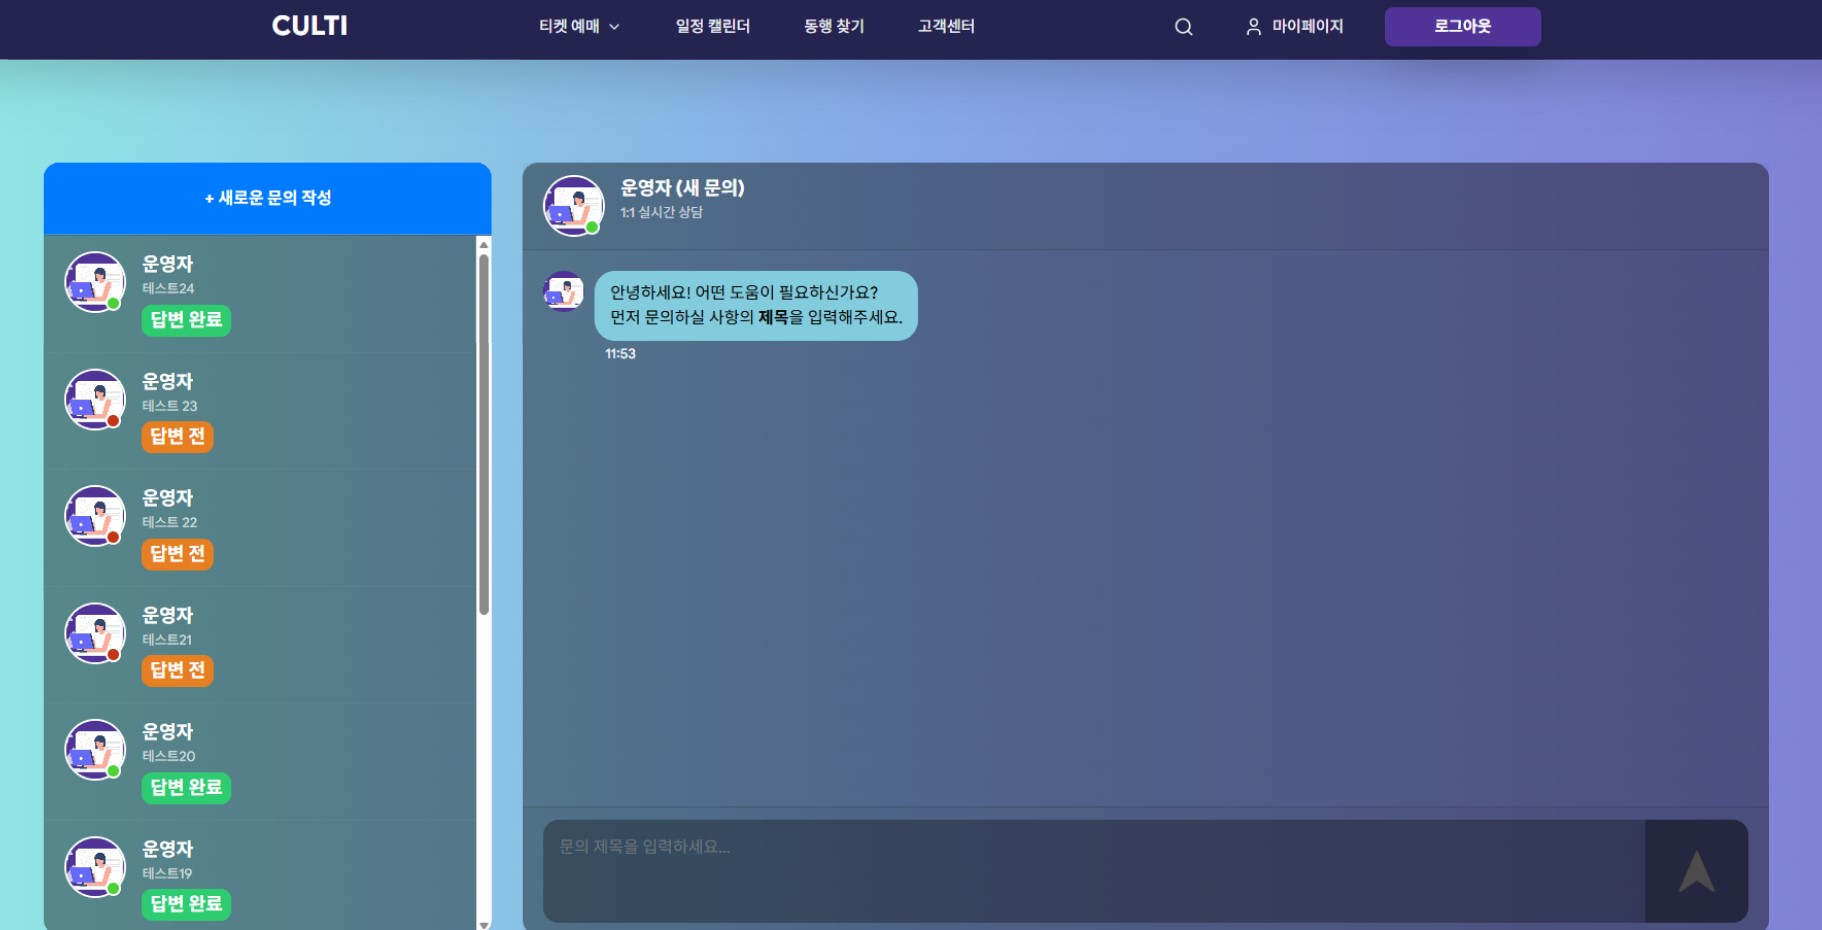 CULTI
티켓 예매
일정 캘린더
동행 찾기
고객센터
마이페이지
로그아웃
+ 새로운 문의 작성
운영자
테스트24
답변 완료
운영자
테스트 23
답변 전
운영자
테스트 22
답변 전
운영자
테스트21
답변 전
운영자
테스트20
답변 완료
운영자
테스트19
답변 완료
운영자 (새 문의)
1:1 실시간 상담
안녕하세요! 어떤 도움이 필요하신가요?
먼저 문의하실 사항의 제목을 입력해주세요.
11:53
문의 제목을 입력하세요...